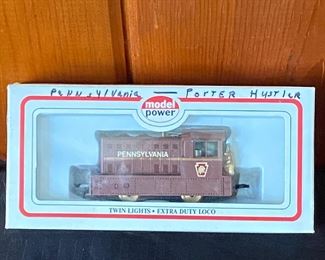 PENNSylVania — PORTER HUSTLER
model
power
PENNSYLVANIA
TWIN LIGHTS • EXTRA DUTY LOCO